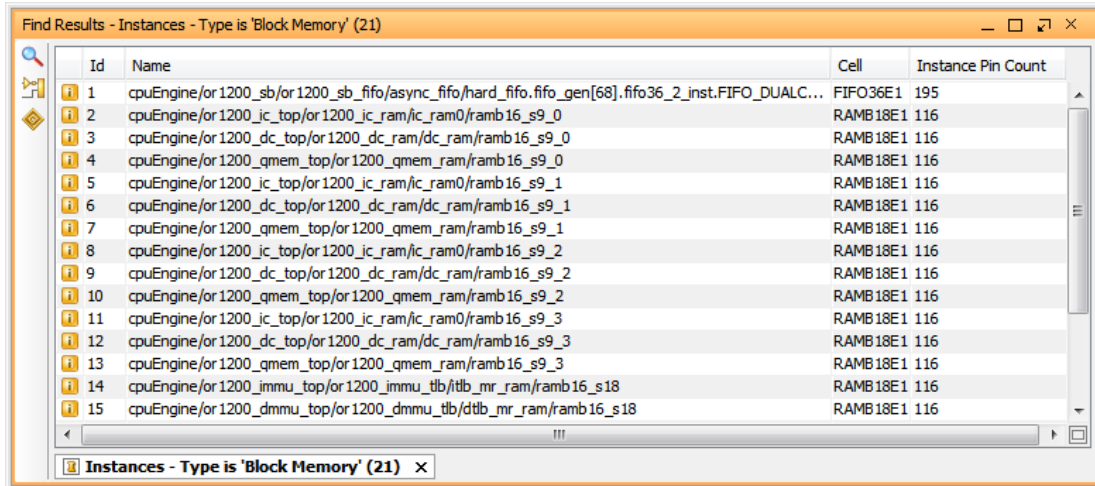 Find Results - Instances - Type is 'Block Memory' (21)
Id Name Cell Instance Pin Count
1 cpuEngine/or1200_sb/or1200_sb_fifo/async_fifo/hard_fifo.fifo_gen[68].fifo36_2_inst.FIFO_DUALC... FIFO36E1 195
2 cpuEngine/or1200_ic_top/or1200_ic_ram/ic_ram0/ramb16_s9_0 RAMB18E1 116
3 cpuEngine/or1200_dc_top/or1200_dc_ram/dc_ram/ramb16_s9_0 RAMB18E1 116
4 cpuEngine/or1200_qmem_top/or1200_qmem_ram/ramb16_s9_0 RAMB18E1 116
5 cpuEngine/or1200_ic_top/or1200_ic_ram/ic_ram0/ramb16_s9_1 RAMB18E1 116
6 cpuEngine/or1200_dc_top/or1200_dc_ram/dc_ram/ramb16_s9_1 RAMB18E1 116
7 cpuEngine/or1200_qmem_top/or1200_qmem_ram/ramb16_s9_1 RAMB18E1 116
8 cpuEngine/or1200_ic_top/or1200_ic_ram/ic_ram0/ramb16_s9_2 RAMB18E1 116
9 cpuEngine/or1200_dc_top/or1200_dc_ram/dc_ram/ramb16_s9_2 RAMB18E1 116
10 cpuEngine/or1200_qmem_top/or1200_qmem_ram/ramb16_s9_2 RAMB18E1 116
11 cpuEngine/or1200_ic_top/or1200_ic_ram/ic_ram0/ramb16_s9_3 RAMB18E1 116
12 cpuEngine/or1200_dc_top/or1200_dc_ram/dc_ram/ramb16_s9_3 RAMB18E1 116
13 cpuEngine/or1200_qmem_top/or1200_qmem_ram/ramb16_s9_3 RAMB18E1 116
14 cpuEngine/or1200_immu_top/or1200_immu_tlb/itlb_mr_ram/ramb16_s18 RAMB18E1 116
15 cpuEngine/or1200_dmmu_top/or1200_dmmu_tlb/dtlb_mr_ram/ramb16_s18 RAMB18E1 116
Instances - Type is 'Block Memory' (21)